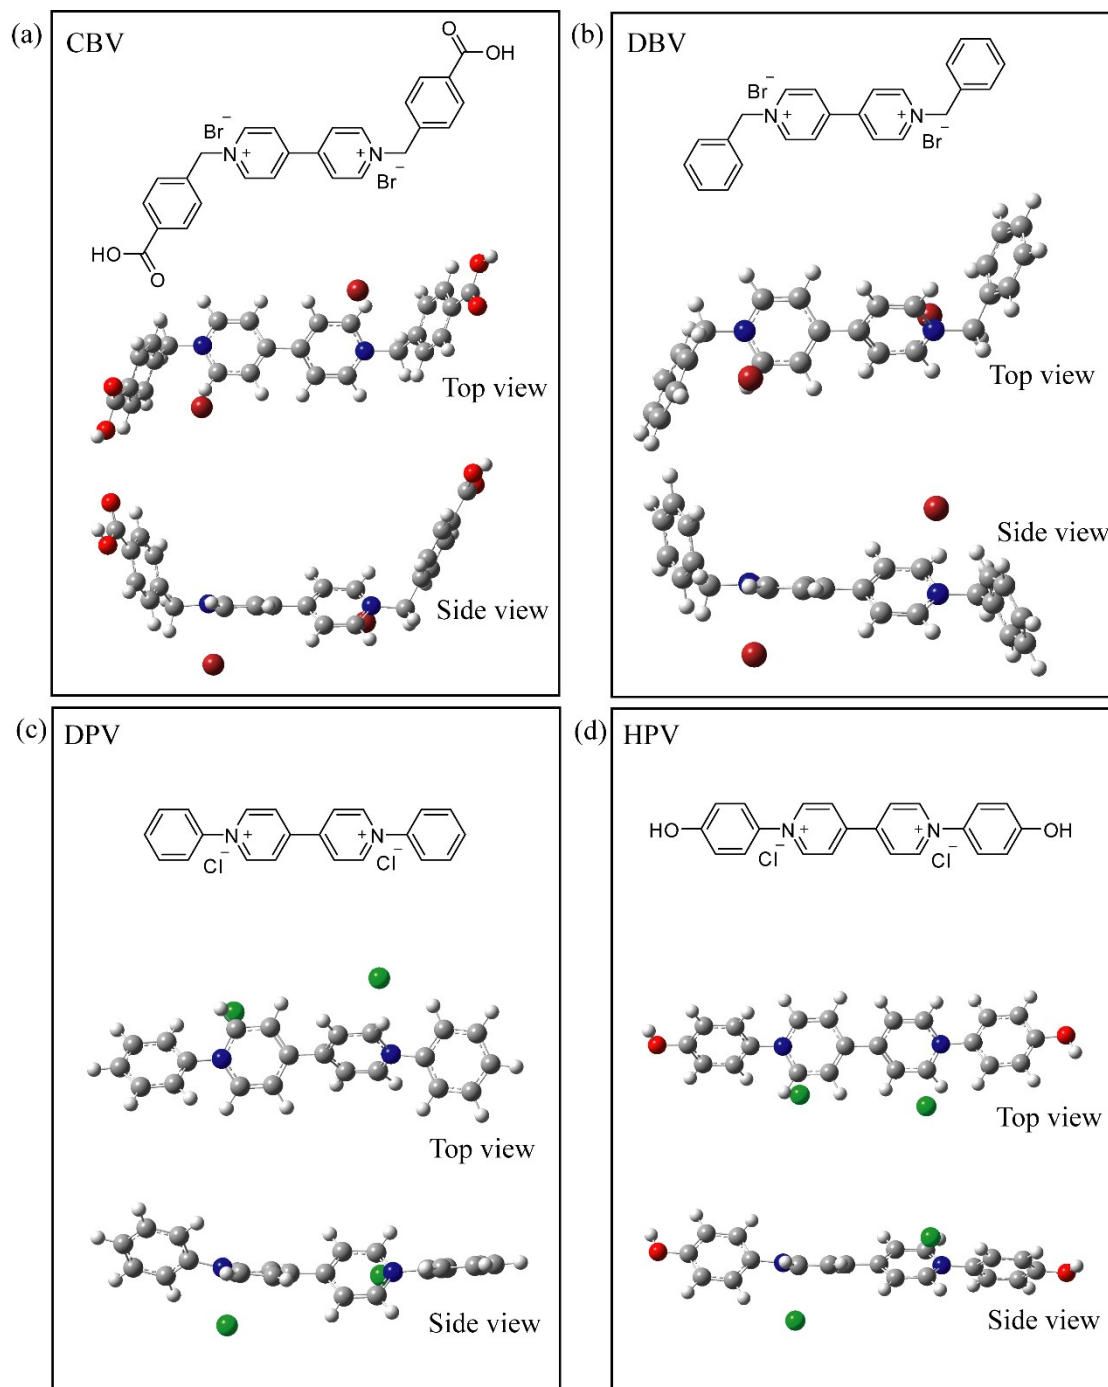 (a) CBV
O
OH
Br−
N
+
+
N
Br−
HO
O
Top view
Side view
(b) DBV
Br−
N
+
+
N
Br−
Top view
Side view
(c) DPV
N
+
Cl−
+
N
Cl−
Top view
Side view
(d) HPV
HO
N
+
Cl−
+
N
Cl−
OH
Top view
Side view